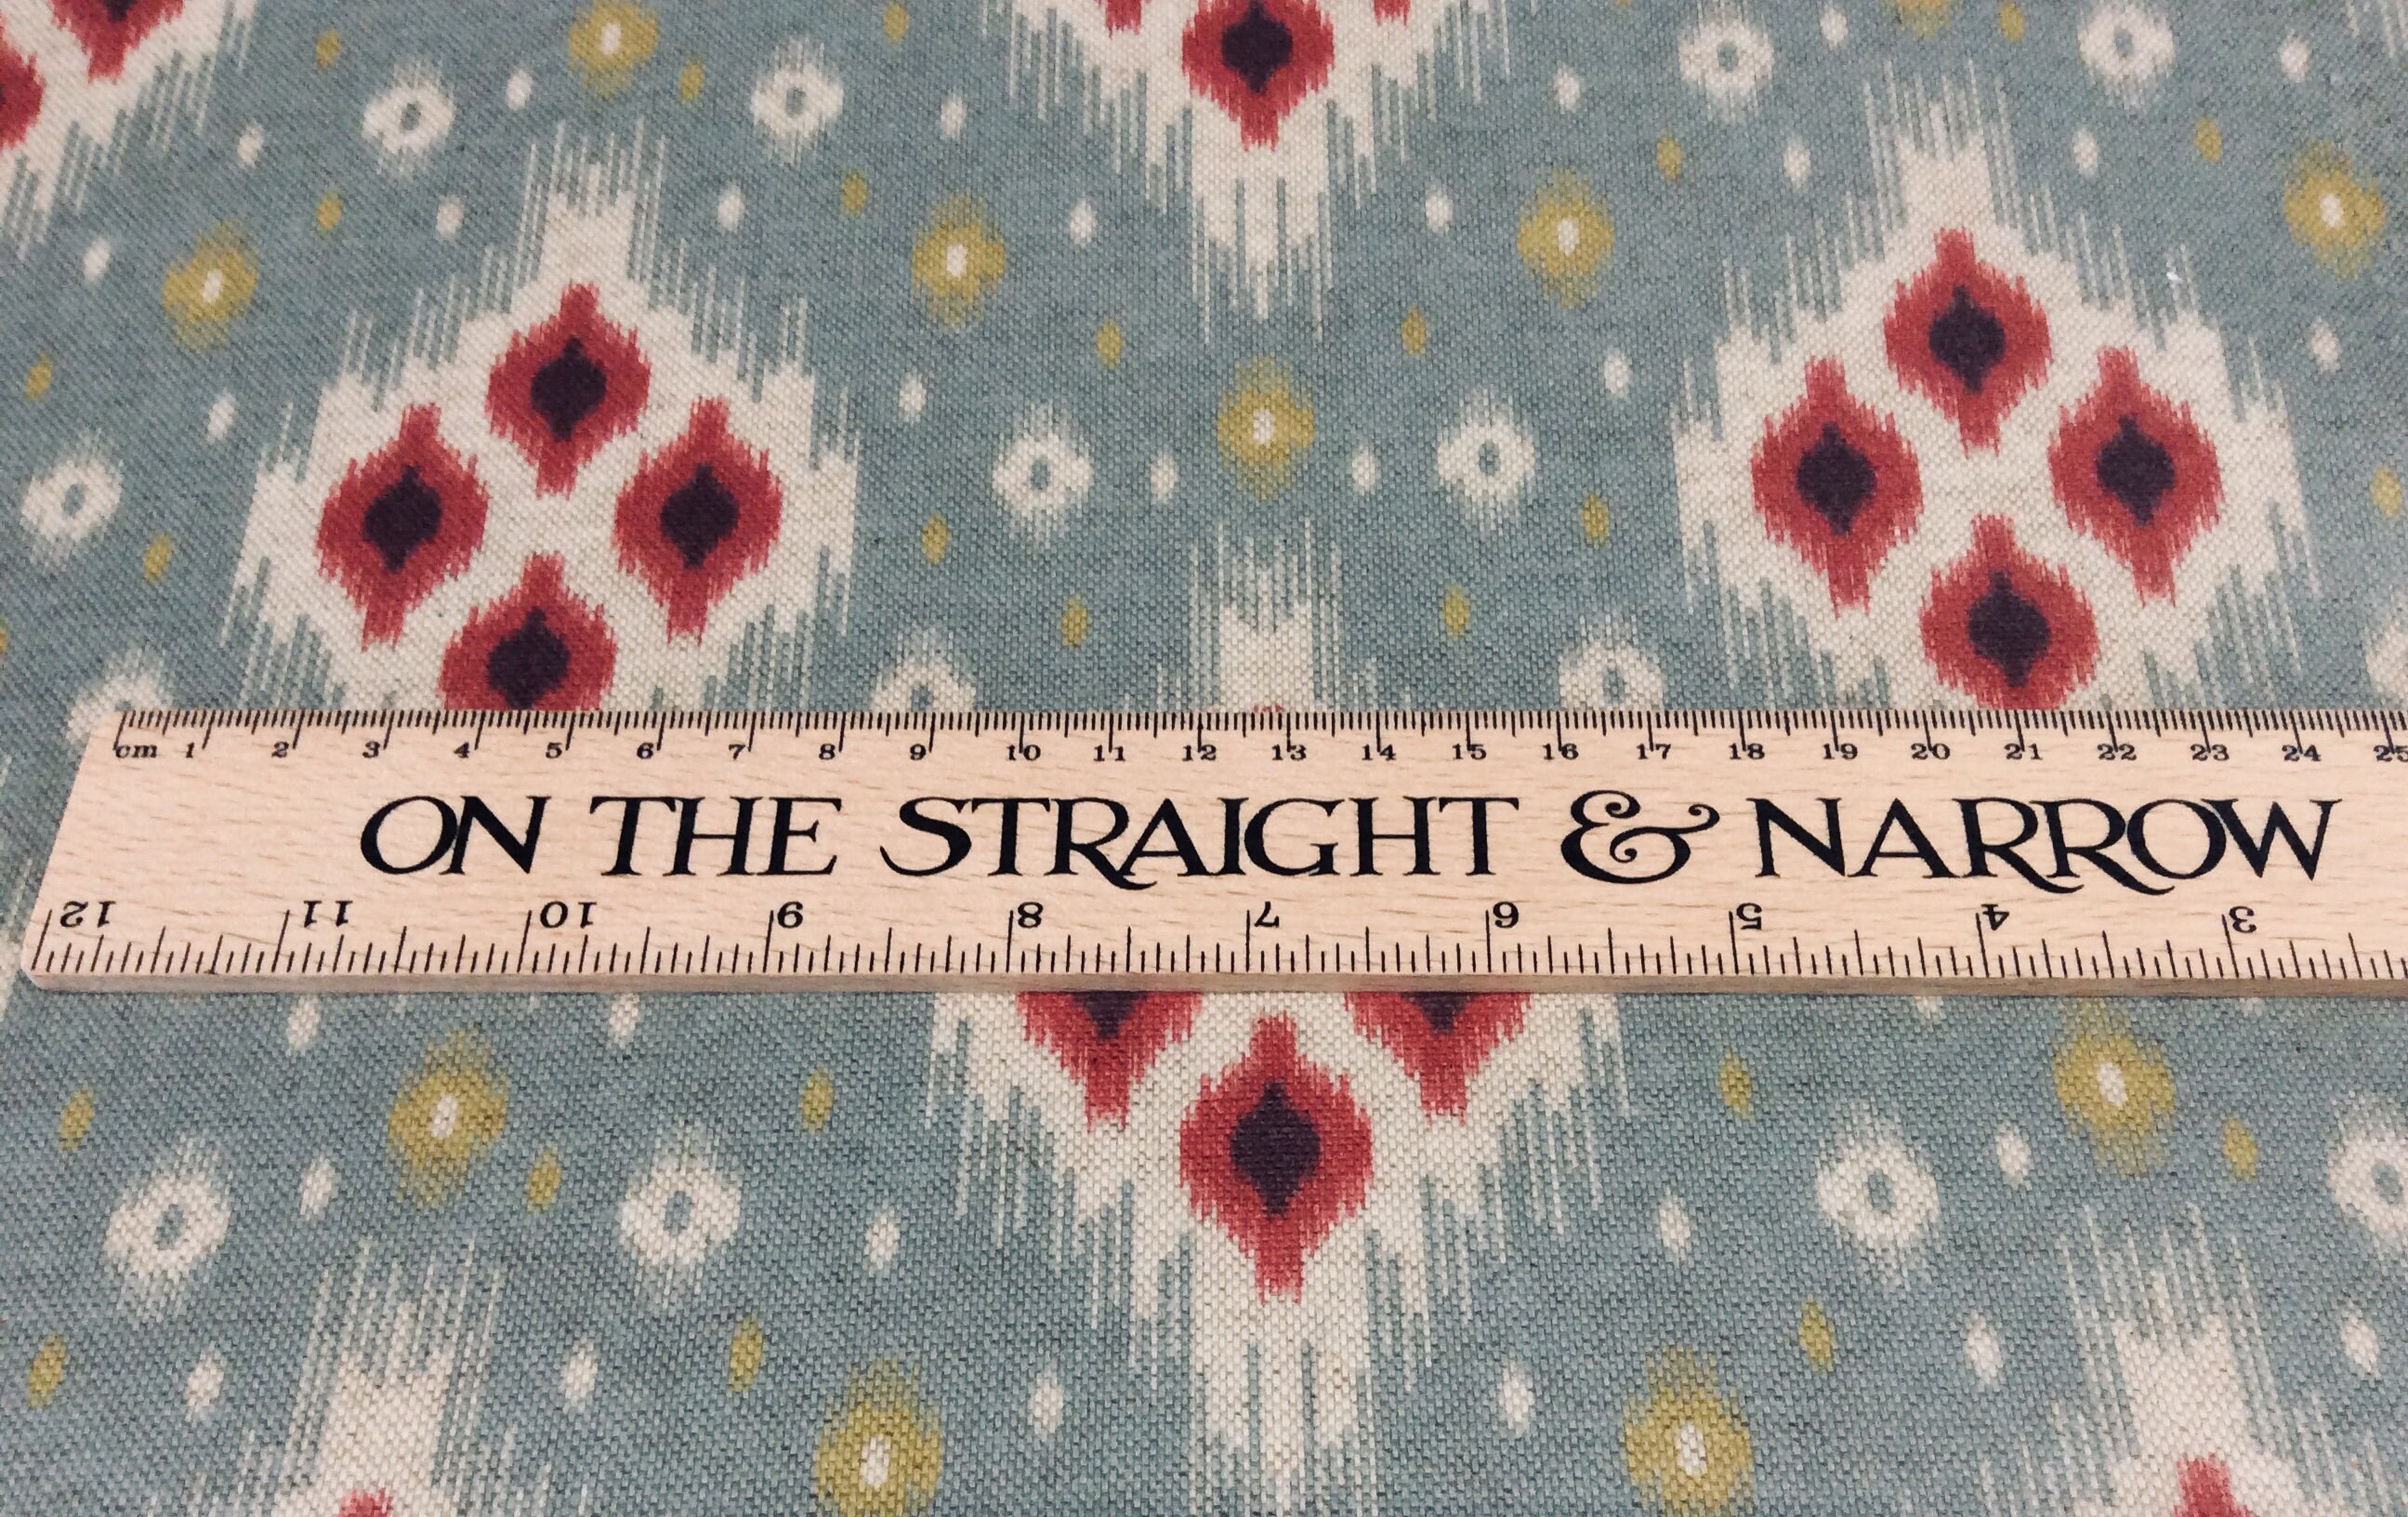 cm 1 2 3 4 5 6 7 8 9 10 11 12 13 14 15 16 17 18 19 20 21 22 23 24 25
ON THE STRAIGHT & NARROW
12 11 10 9 8 7 6 5 4 3